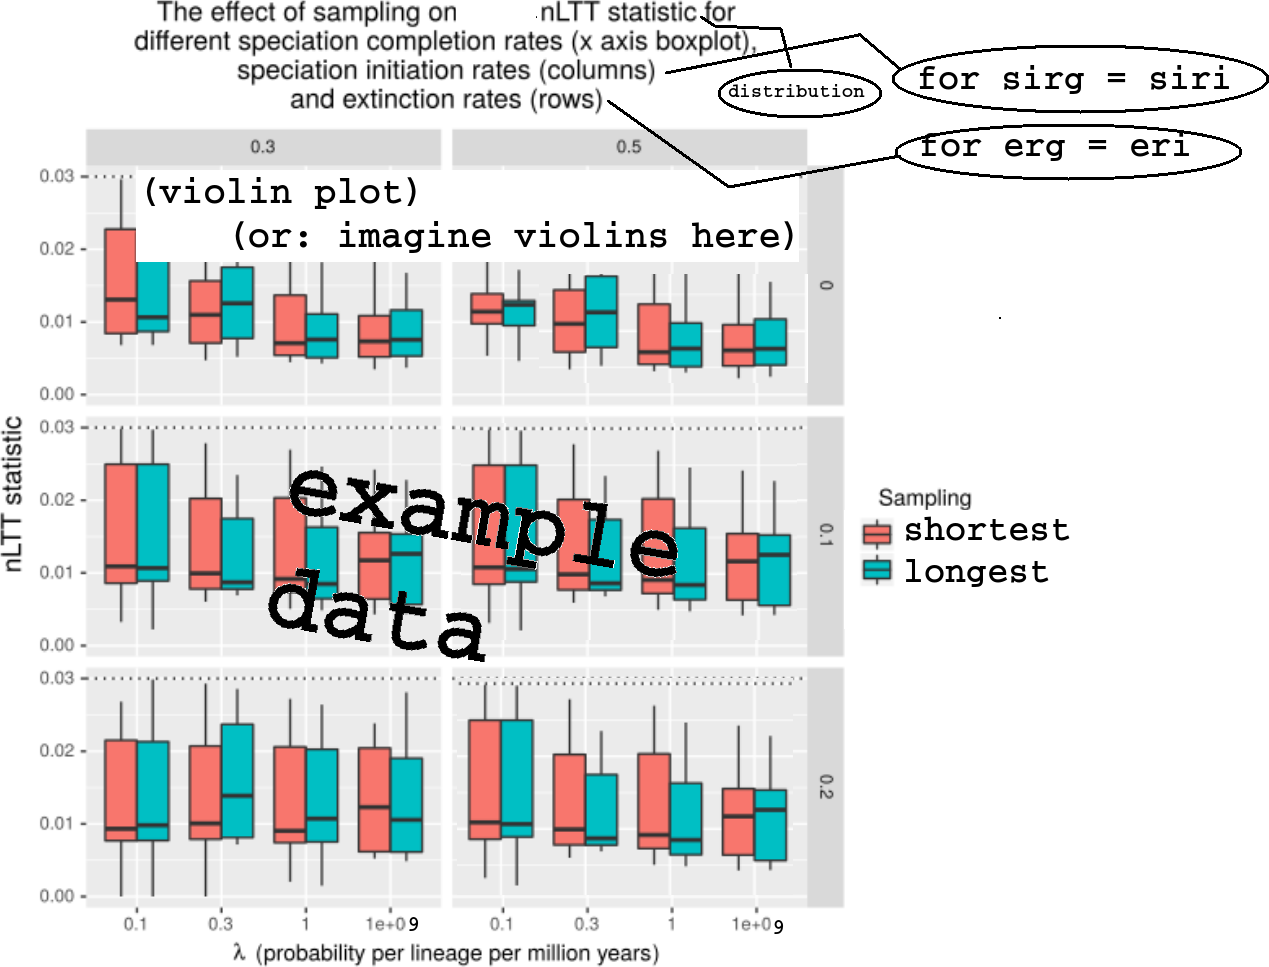 The effect of sampling on nLTT statistic for
different speciation completion rates (x axis boxplot),
speciation initiation rates (columns)
and extinction rates (rows)
distribution
for sirg = siri
for erg = eri
0.3 0.5
(violin plot)
(or: imagine violins here)
0.03
0.02
0.01
0.00
0
0.03
0.02
0.01
0.00
0.1
0.03
0.02
0.01
0.00
0.2
nLTT statistic
example
data
Sampling
shortest
longest
0.1 0.3 1 1e+09 0.1 0.3 1 1e+09
λ (probability per lineage per million years)